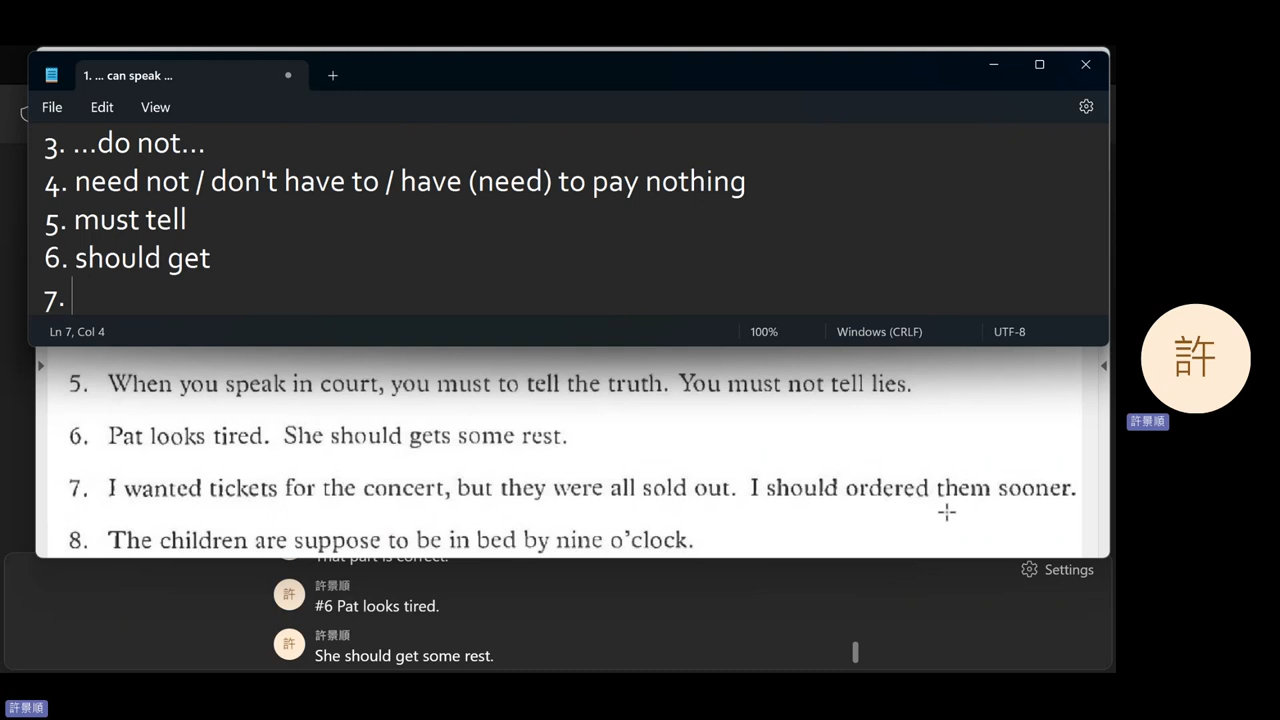 1. ... can speak ...
File Edit View
3. ...do not...
4. need not / don't have to / have (need) to pay nothing
5. must tell
6. should get
7.
Ln 7, Col 4 100% Windows (CRLF) UTF-8
5. When you speak in court, you must to tell the truth. You must not tell lies.
6. Pat looks tired. She should gets some rest.
7. I wanted tickets for the concert, but they were all sold out. I should ordered them sooner.
8. The children are suppose to be in bed by nine o'clock.
That part is correct.
Settings
許 許景順
#6 Pat looks tired.
許 許景順
She should get some rest.
許
許景順
許景順